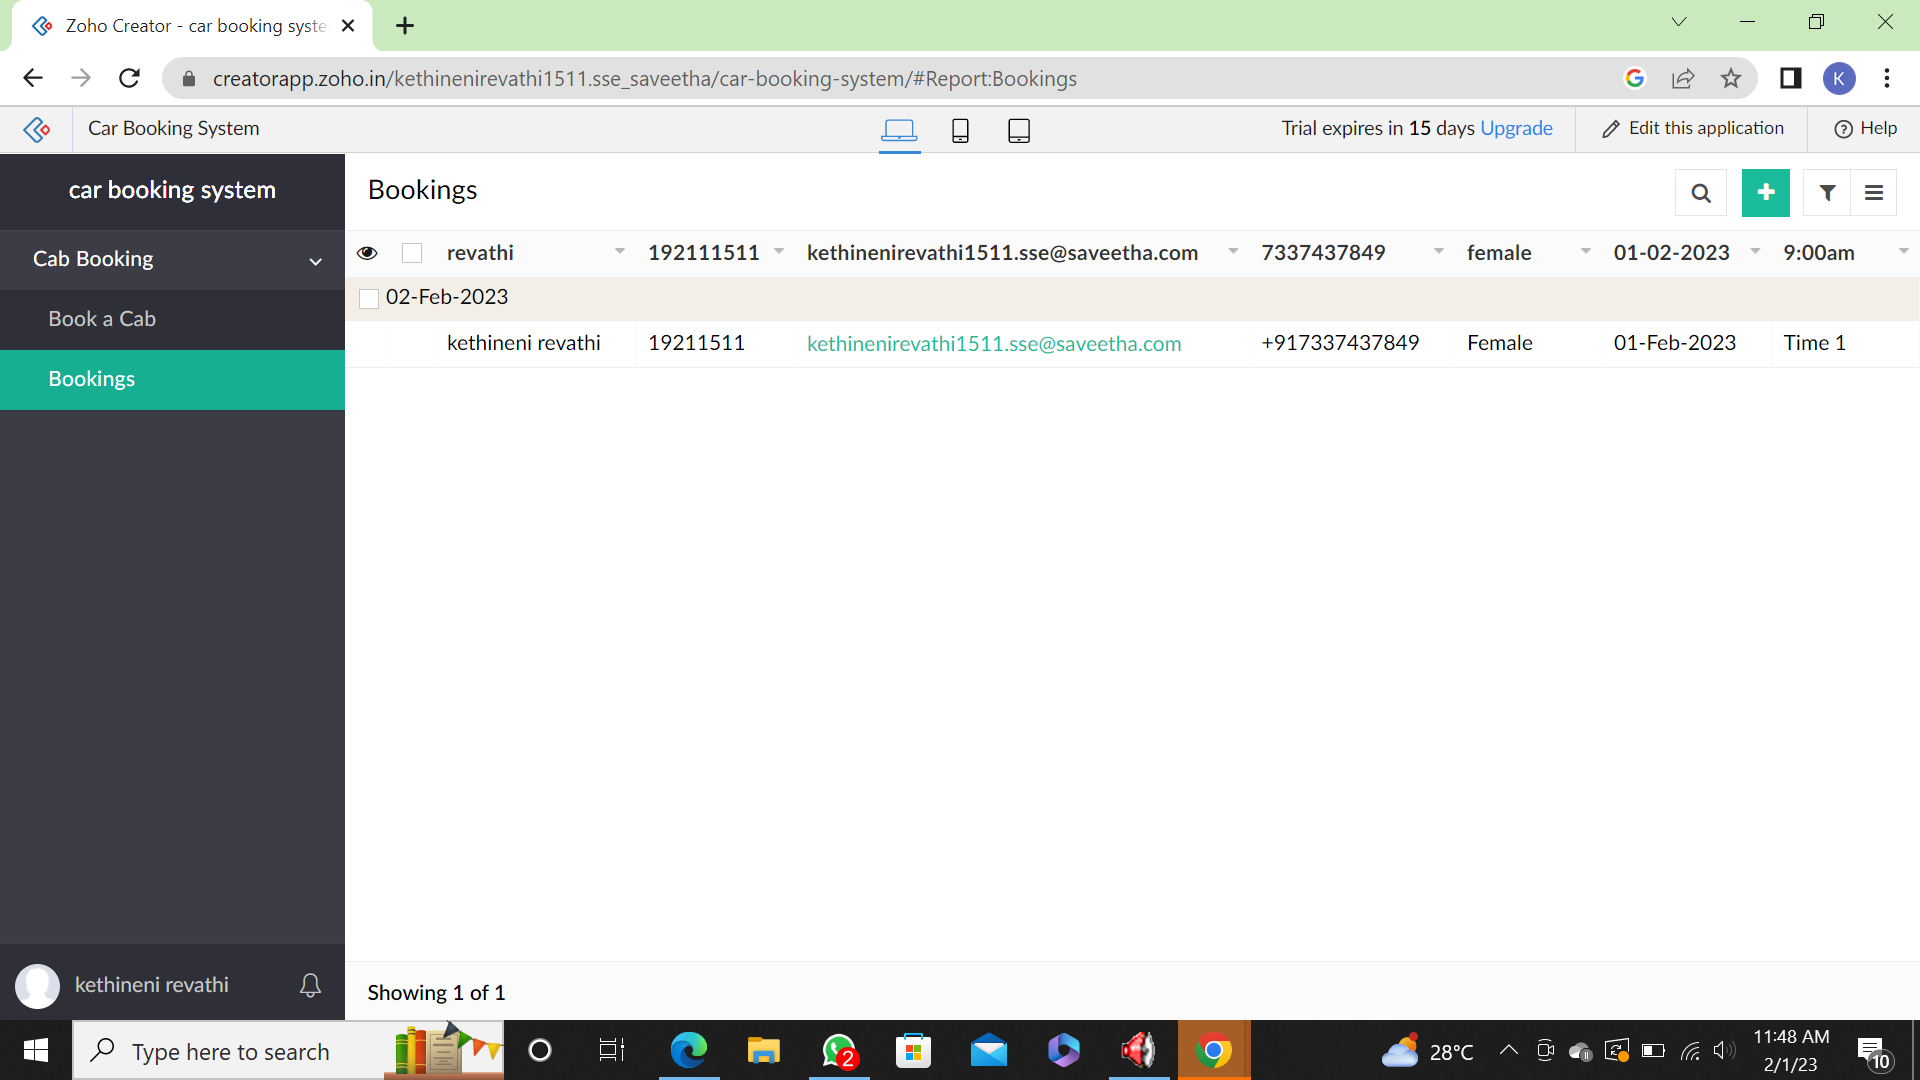 Zoho Creator - car booking syste
creatorapp.zoho.in/kethinenirevathi1511.sse_saveetha/car-booking-system/#Report:Bookings
K
Car Booking System
Trial expires in 15 days Upgrade
Edit this application
Help
car booking system
Bookings
Cab Booking
Book a Cab
Bookings
revathi 192111511 kethinenirevathi1511.sse@saveetha.com 7337437849 female 01-02-2023 9:00am
02-Feb-2023
kethineni revathi 19211511 kethinenirevathi1511.sse@saveetha.com +917337437849 Female 01-Feb-2023 Time 1
kethineni revathi
Showing 1 of 1
Type here to search
2
28°C
11:48 AM
2/1/23
10